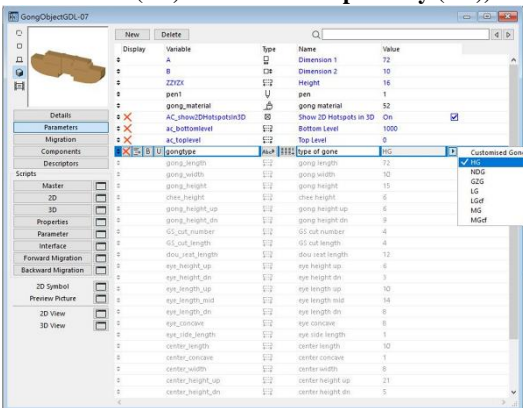 GongObjectGDL-07
New Delete
Display Variable Type Name Value
A Dimension 1 72
B Dimension 2 10
ZZYZX Height 16
pen1 pen 1
gong_material gong material 52
AC_show2DHotspotsIn3D Show 2D Hotspots in 3D On
ac_bottomlevel Bottom Level 1000
ac_toplevel Top Level 0
B U gongtype Abc type of gone HG
Customised Gong
HG
NDG
GZG
LG
LGcf
MG
MGcf
gong_length gong length 72
gong_width gong width 10
gong_height gong height 15
chee_height chee height 6
gong_height_up gong height up 6
gong_height_dn gong height dn 9
GS_cut_number GS cut number 4
GS_cut_length GS cut length 4
dou_seat_length dou seat length 12
eye_height_up eye height up
eye_height_dn eye height dn
eye_length_up eye length up 10
eye_length_mid eye length mid 14
eye_length_dn eye length dn
eye_concave eye concave
eye_side_length eye side length 1
center_length center length 10
center_concave center concave 1
center_width center width 8
center_height_up center height up 21
center_height_dn center height dn 5
Details
Parameters
Migration
Components
Descriptors
Scripts
Master
2D
3D
Properties
Parameter
Interface
Forward Migration
Backward Migration
2D Symbol
Preview Picture
2D View
3D View